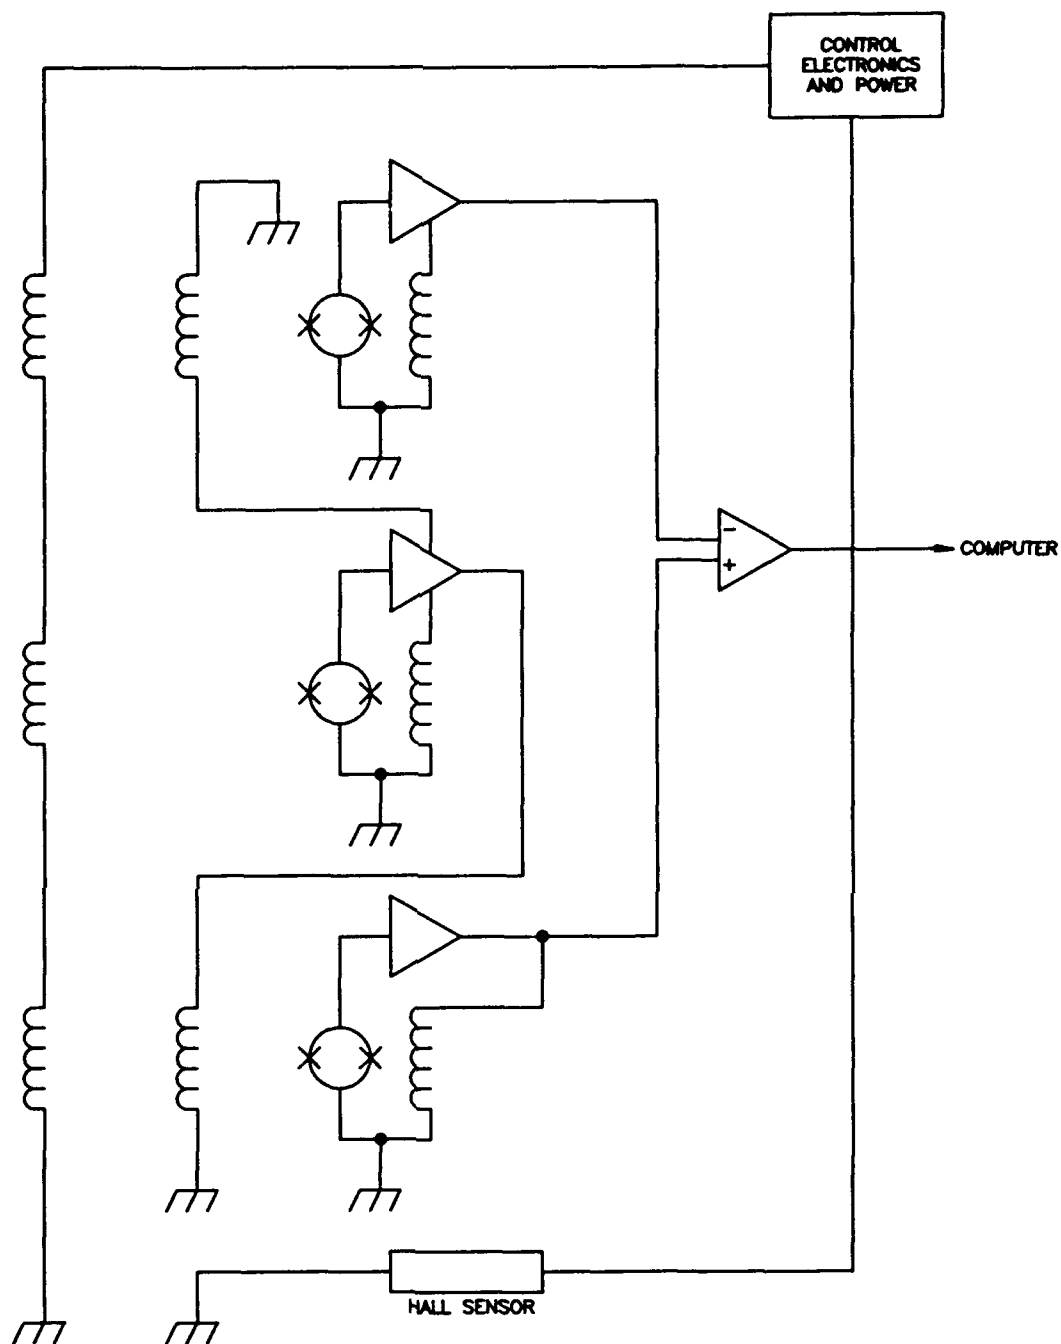 CONTROL
ELECTRONICS
AND POWER
−
+
COMPUTER
HALL SENSOR